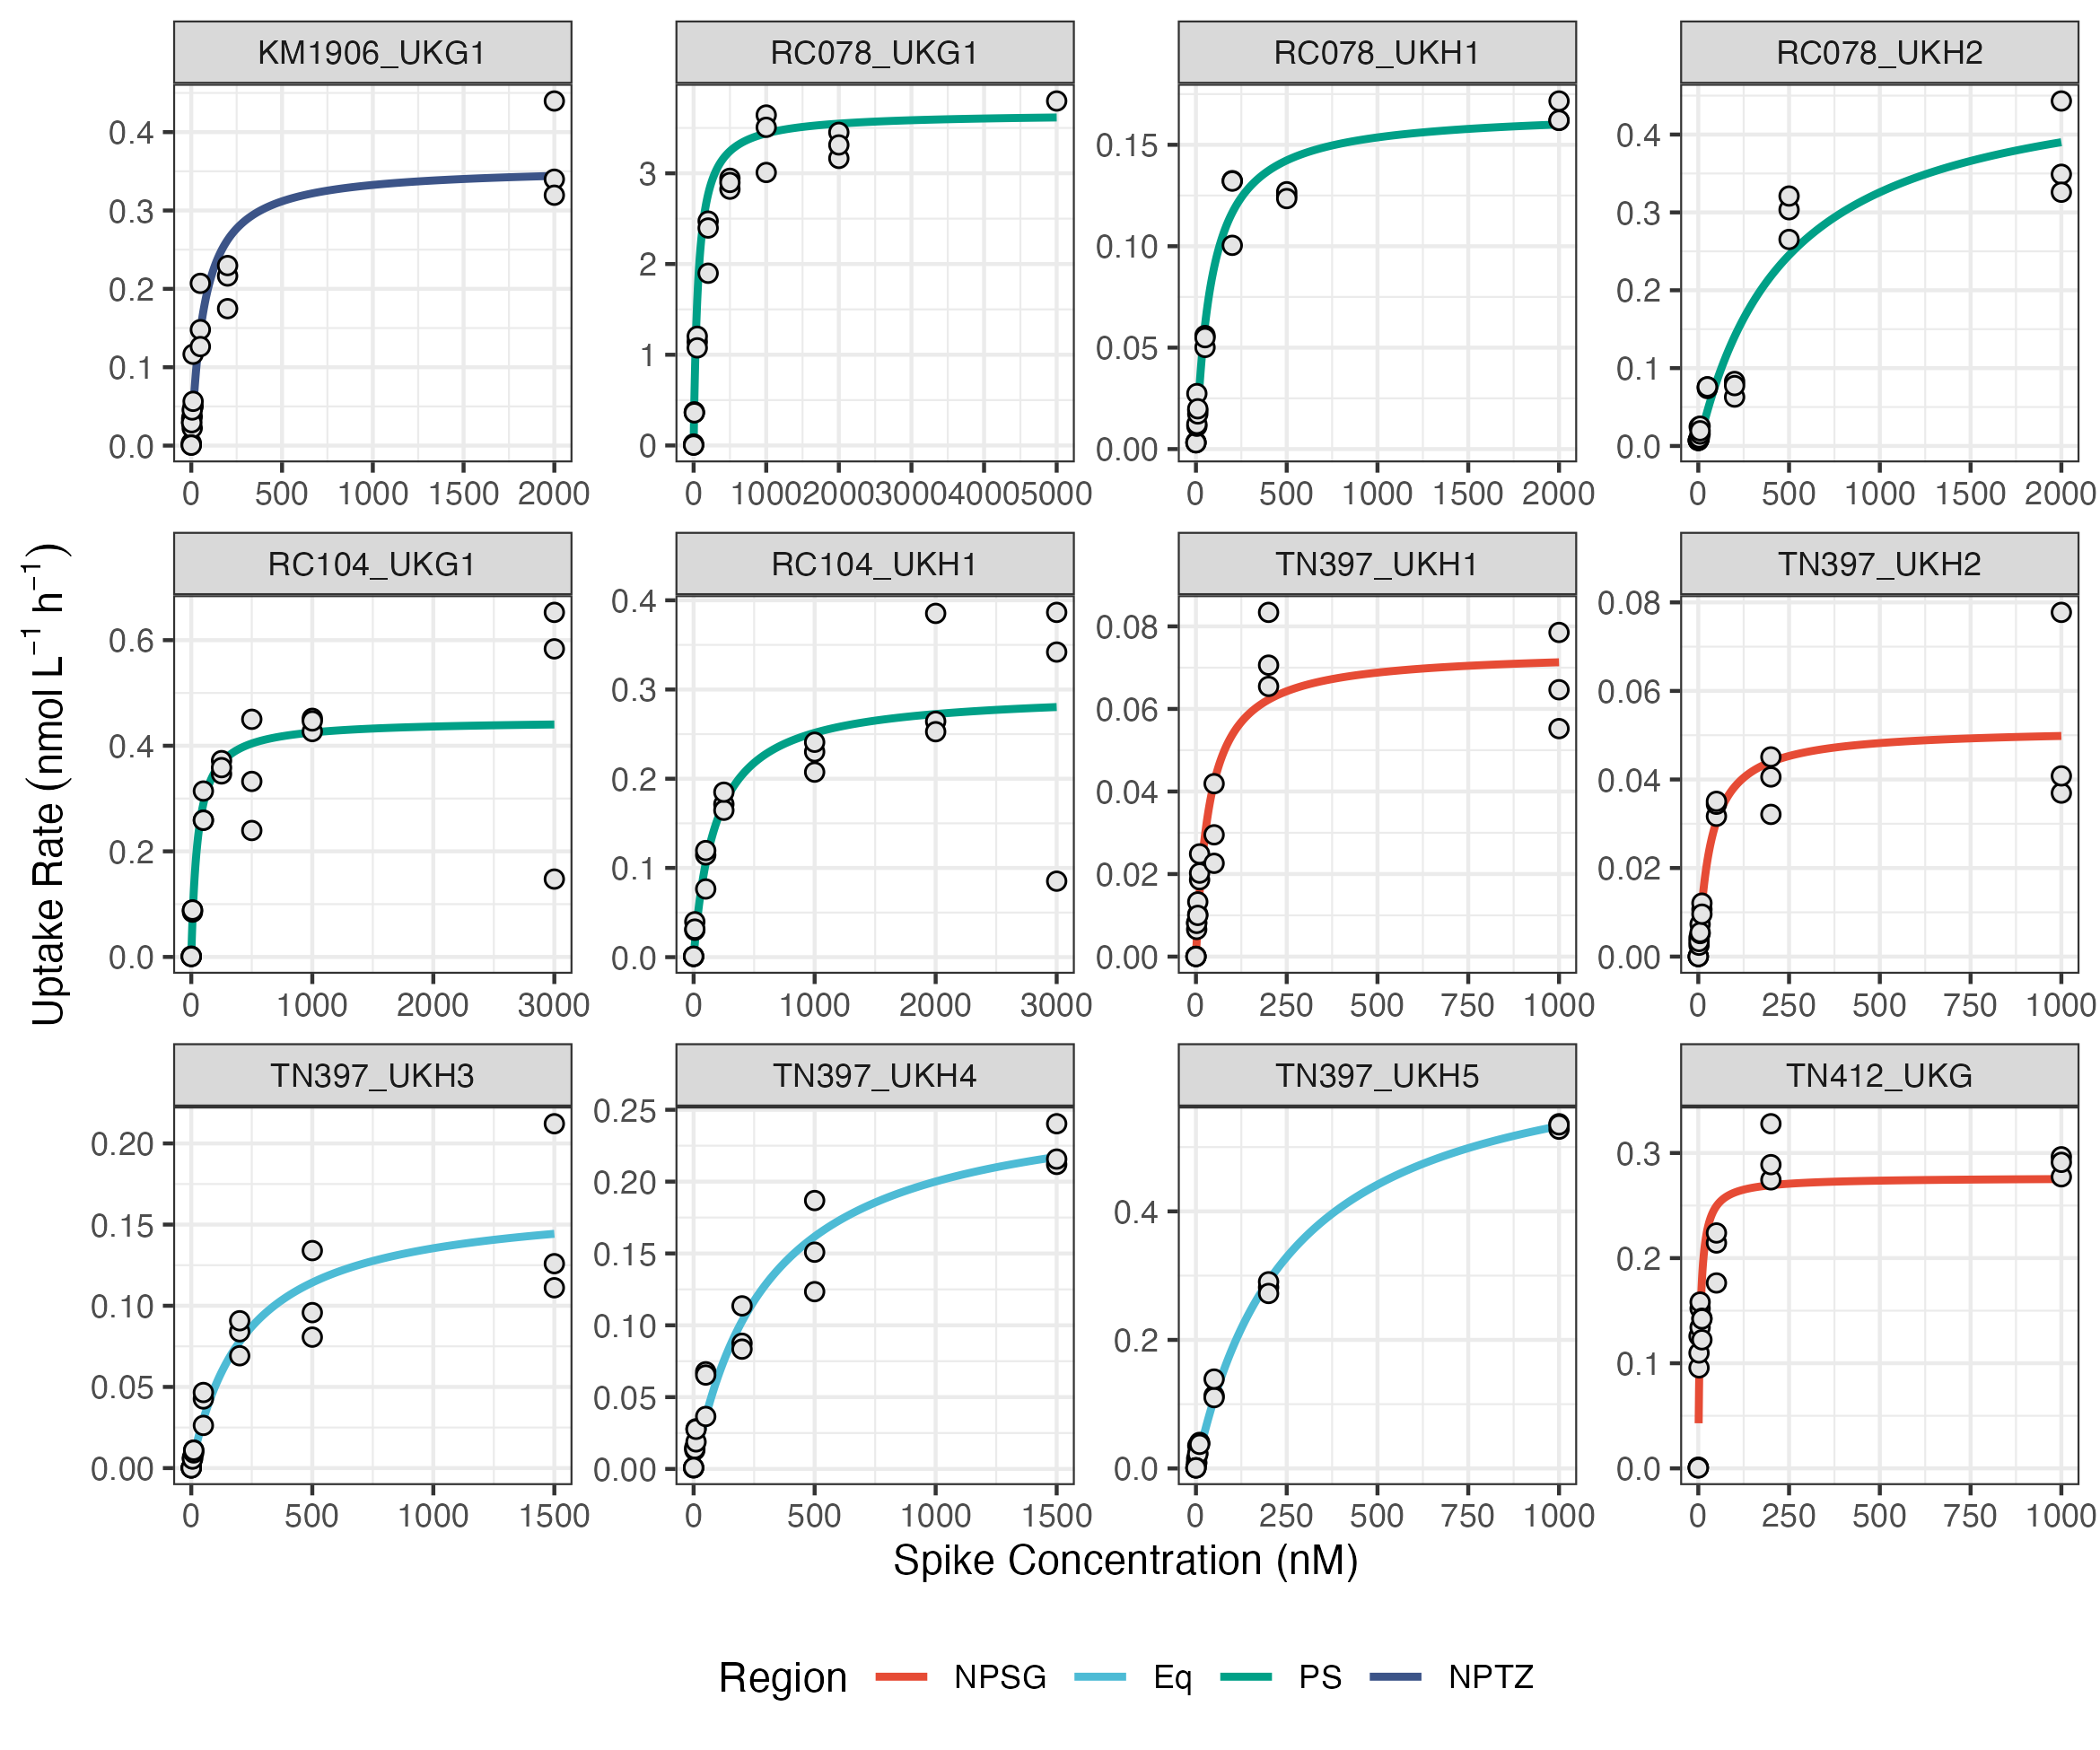 KM1906_UKG1 RC078_UKG1 RC078_UKH1 RC078_UKH2
0.4 0.3 0.2 0.1 0.0
3 2 1 0
0.15 0.10 0.05 0.00
0.4 0.3 0.2 0.1 0.0
0 500 1000 1500 2000
0 1000 2000 3000 4000 5000
0 500 1000 1500 2000
0 500 1000 1500 2000
Uptake Rate (nmol L⁻¹ h⁻¹)
RC104_UKG1 RC104_UKH1 TN397_UKH1 TN397_UKH2
0.6 0.4 0.2 0.0
0.4 0.3 0.2 0.1 0.0
0.08 0.06 0.04 0.02 0.00
0.08 0.06 0.04 0.02 0.00
0 1000 2000 3000
0 1000 2000 3000
0 250 500 750 1000
0 250 500 750 1000
TN397_UKH3 TN397_UKH4 TN397_UKH5 TN412_UKG
0.20 0.15 0.10 0.05 0.00
0.25 0.20 0.15 0.10 0.05 0.00
0.4 0.2 0.0
0.3 0.2 0.1 0.0
0 500 1000 1500
0 500 1000 1500
0 250 500 750 1000
0 250 500 750 1000
Spike Concentration (nM)
Region NPSG Eq PS NPTZ